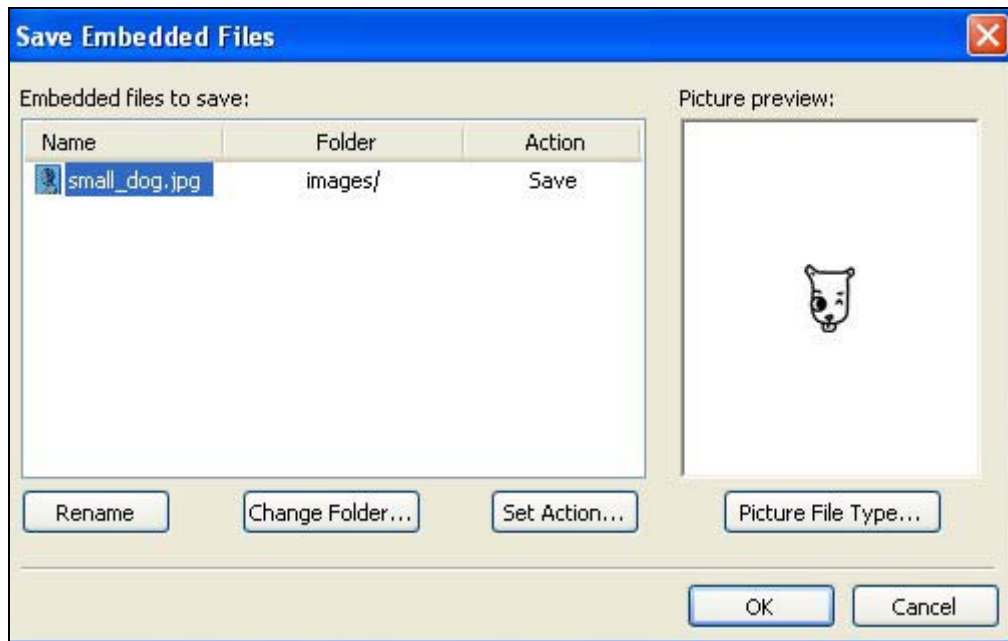 Save Embedded Files
Embedded files to save:
Picture preview:
Name Folder Action
small_dog.jpg images/ Save
Rename Change Folder... Set Action... Picture File Type...
OK Cancel